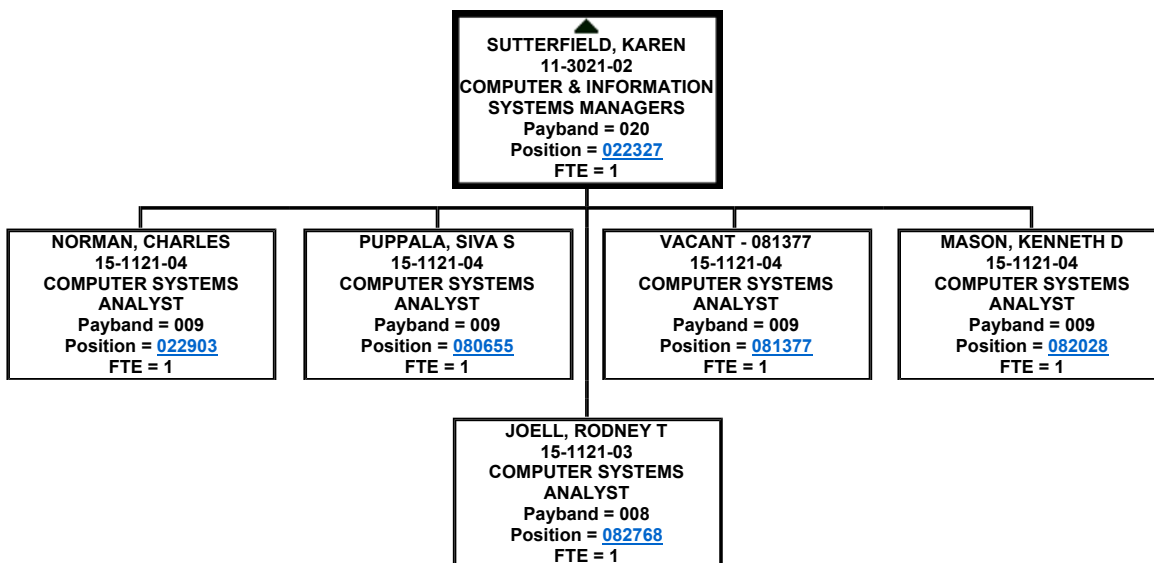 SUTTERFIELD, KAREN
11-3021-02
COMPUTER & INFORMATION
SYSTEMS MANAGERS
Payband = 020
Position = 022327
FTE = 1
NORMAN, CHARLES
15-1121-04
COMPUTER SYSTEMS
ANALYST
Payband = 009
Position = 022903
FTE = 1
PUPPALA, SIVA S
15-1121-04
COMPUTER SYSTEMS
ANALYST
Payband = 009
Position = 080655
FTE = 1
VACANT - 081377
15-1121-04
COMPUTER SYSTEMS
ANALYST
Payband = 009
Position = 081377
FTE = 1
MASON, KENNETH D
15-1121-04
COMPUTER SYSTEMS
ANALYST
Payband = 009
Position = 082028
FTE = 1
JOELL, RODNEY T
15-1121-03
COMPUTER SYSTEMS
ANALYST
Payband = 008
Position = 082768
FTE = 1